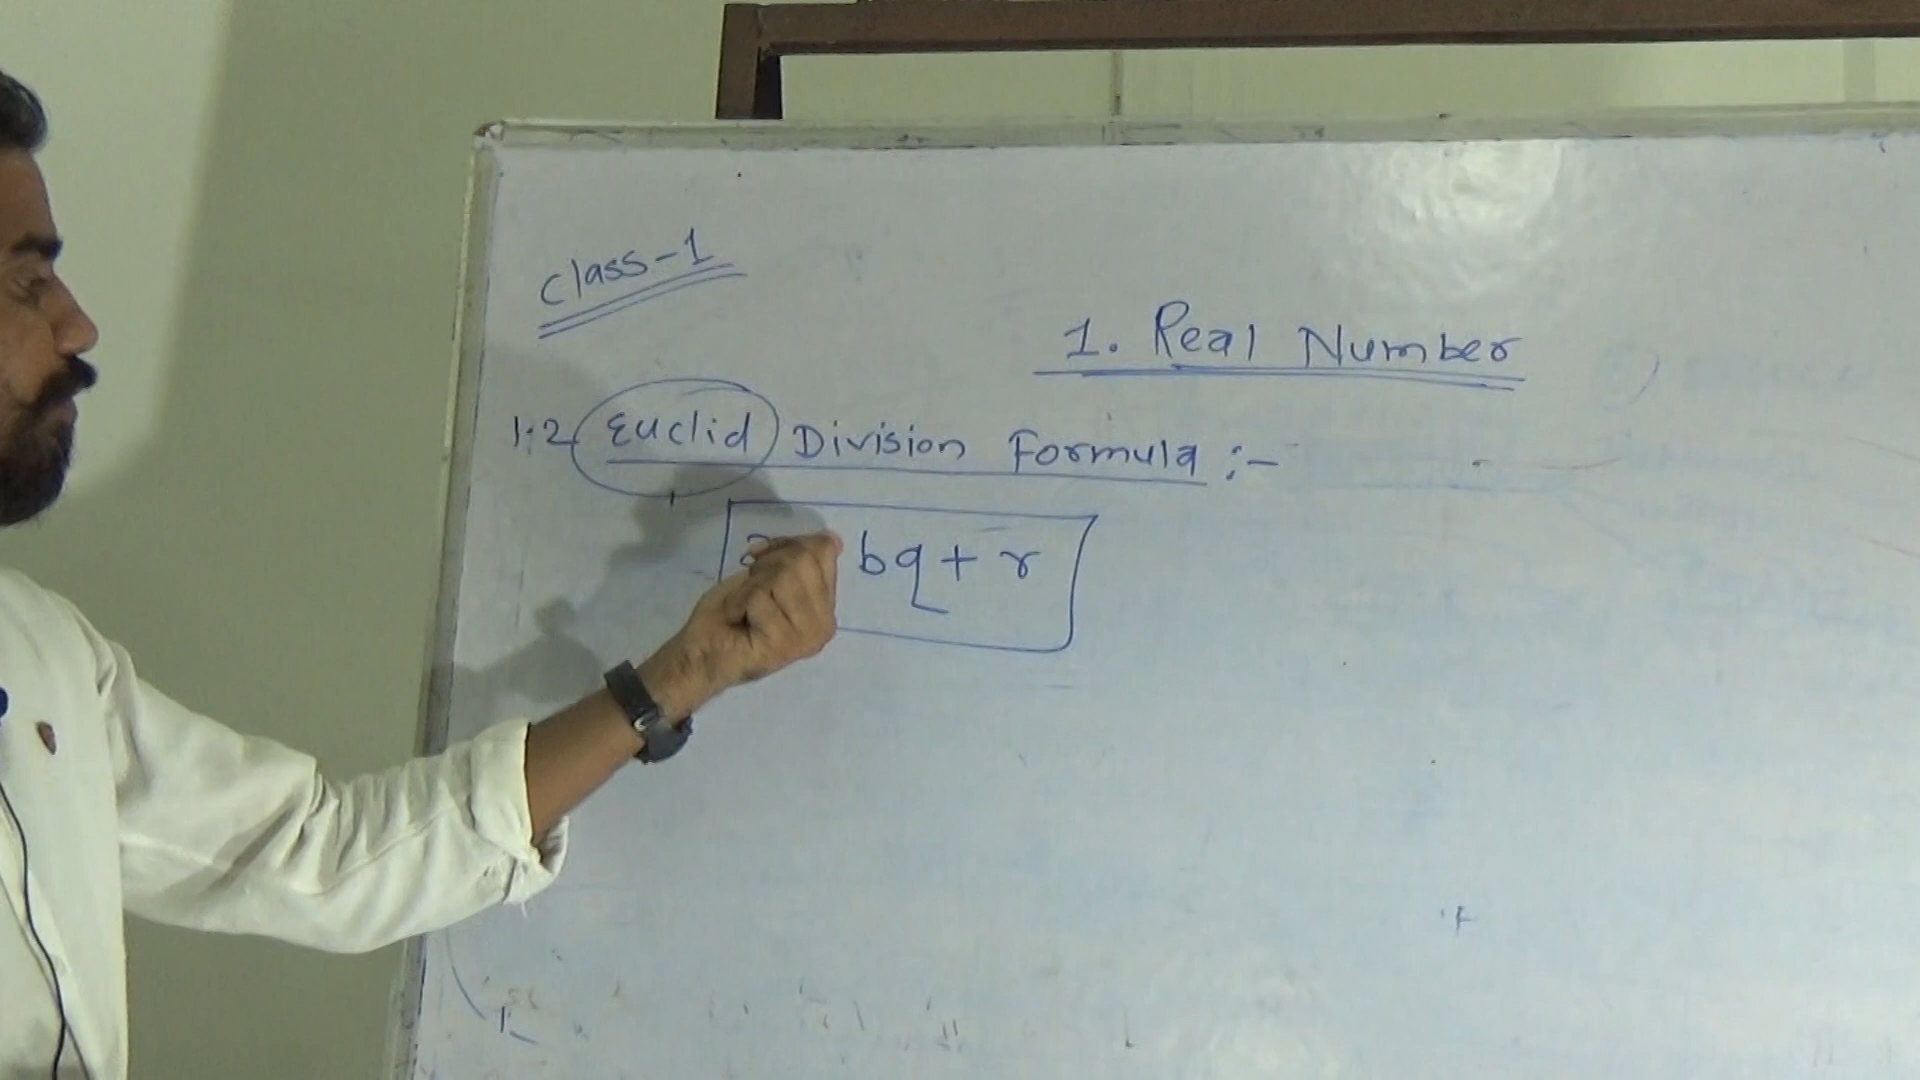 Class-1
1. Real Number
1.2 Euclid Division Formula :-
a bq + r